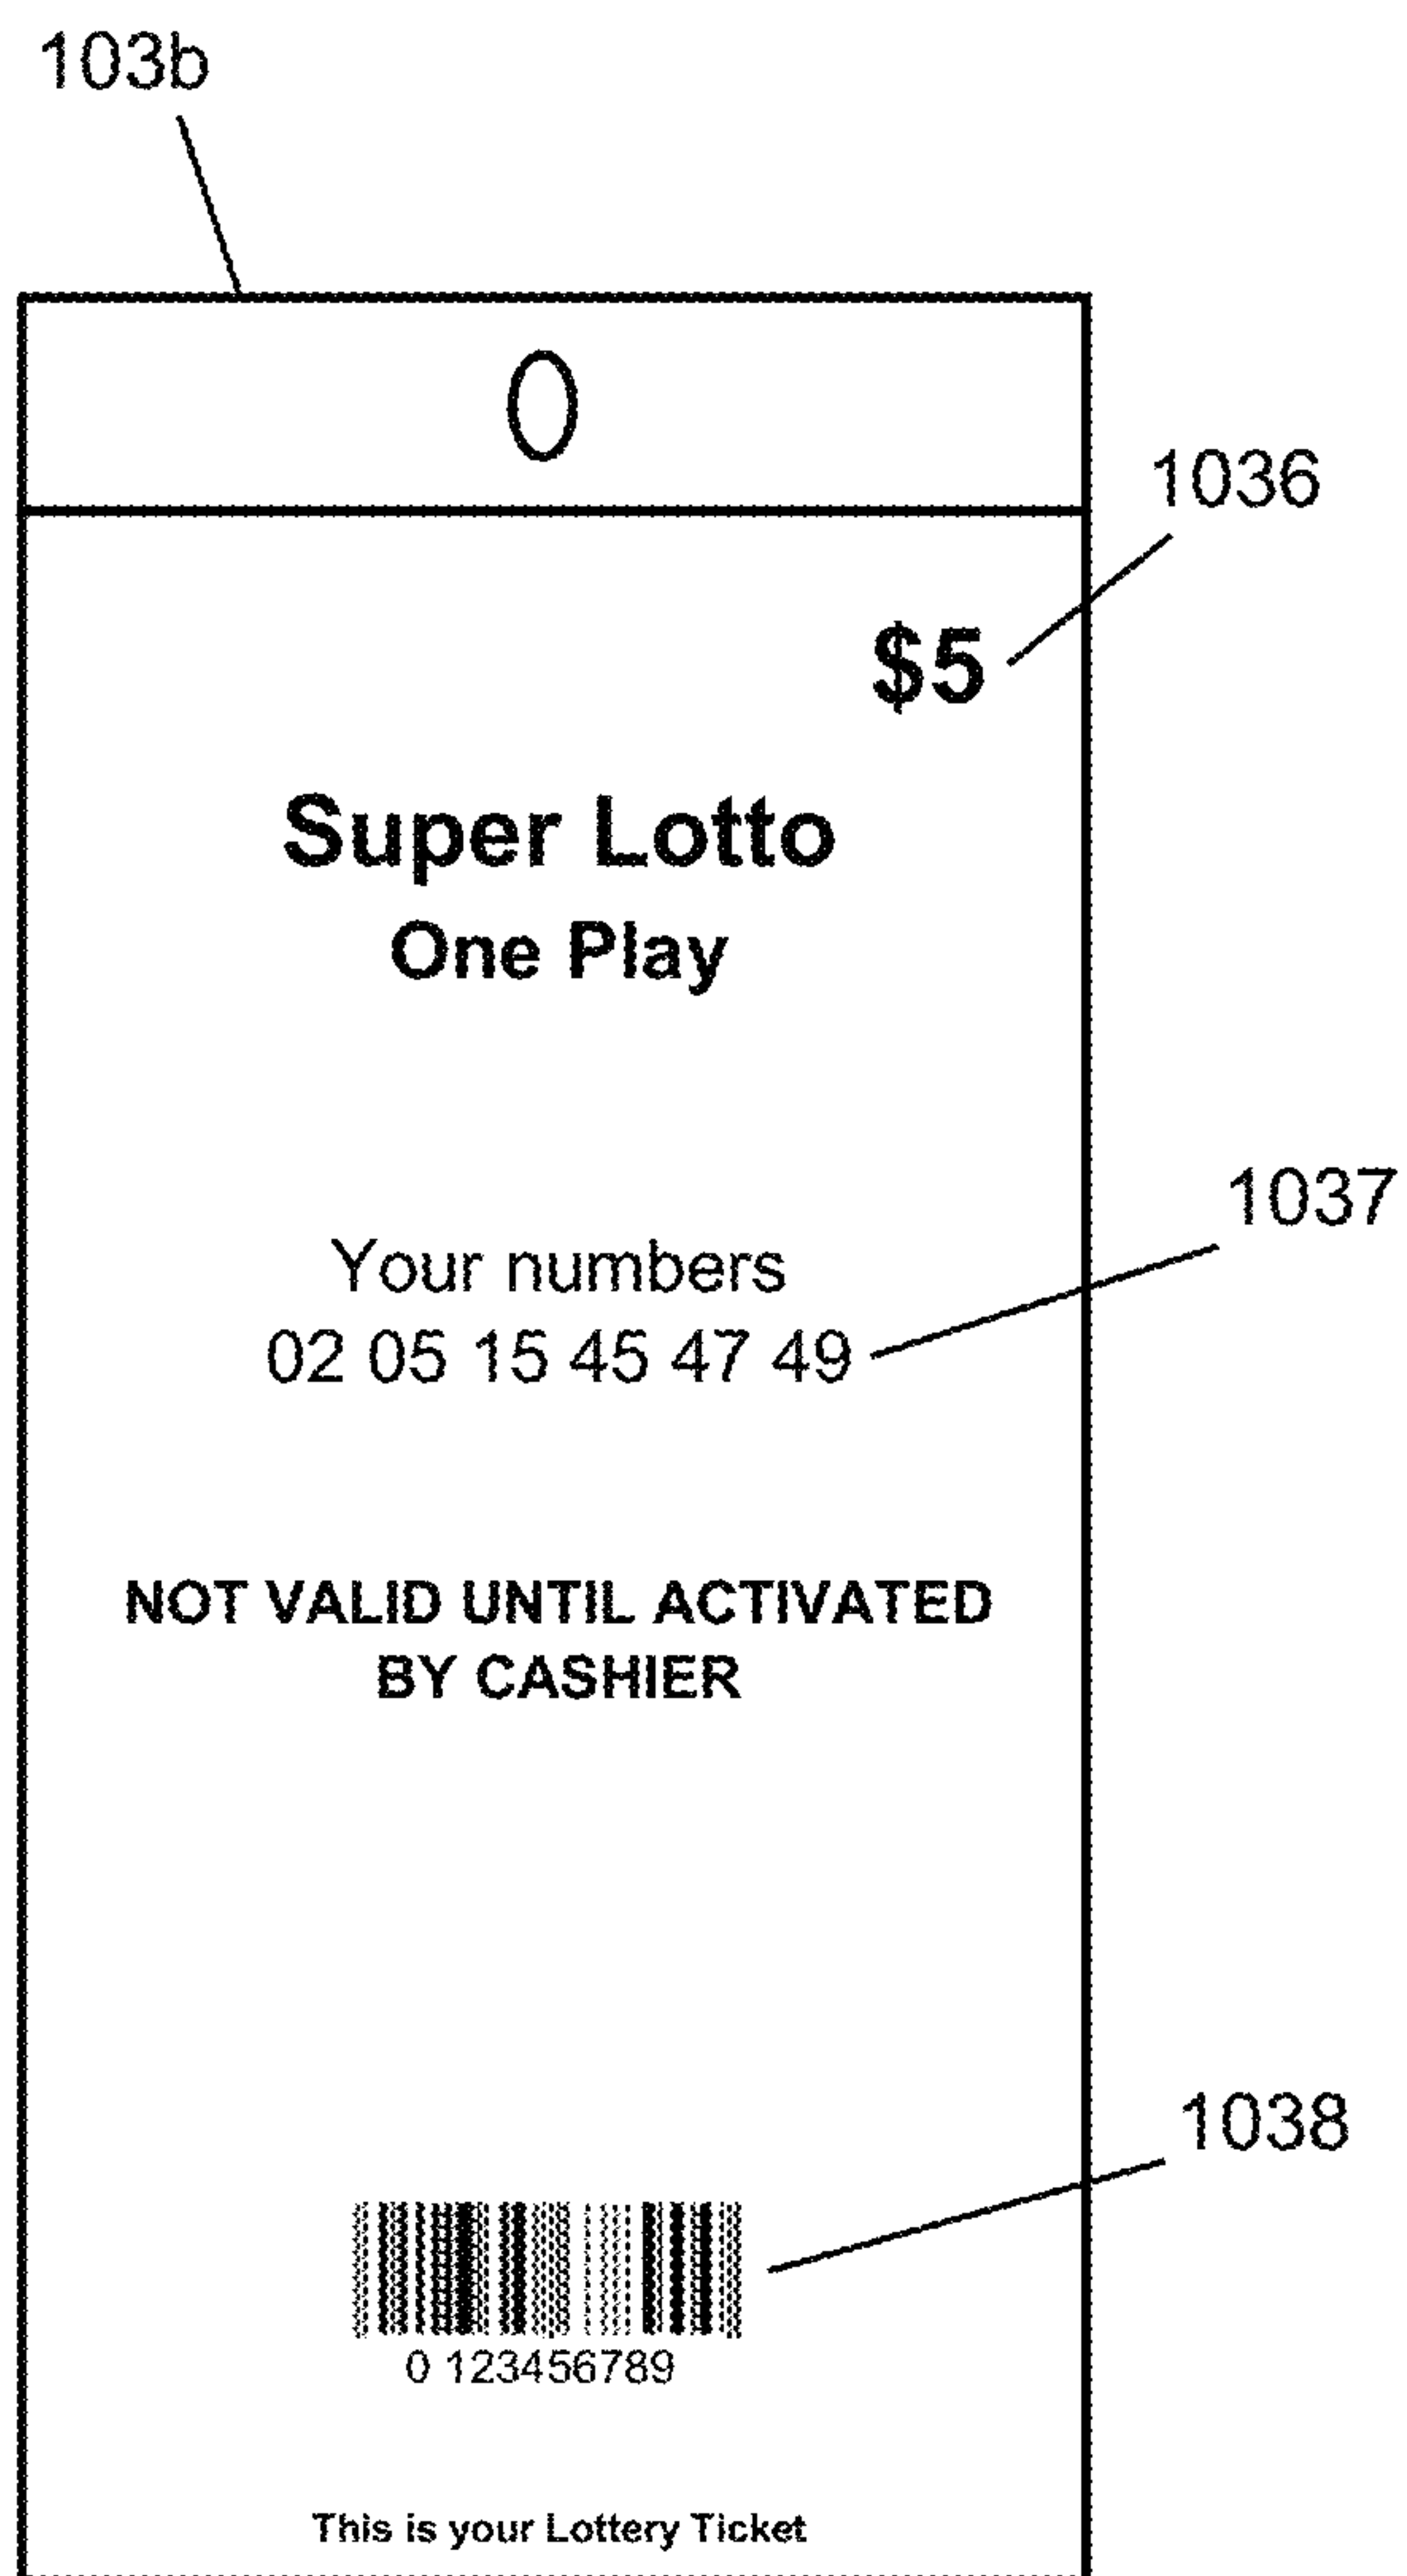 103b
1036
$5
Super Lotto
One Play
1037
Your numbers
02 05 15 45 47 49
NOT VALID UNTIL ACTIVATED
BY CASHIER
1038
0 123456789
This is your Lottery Ticket